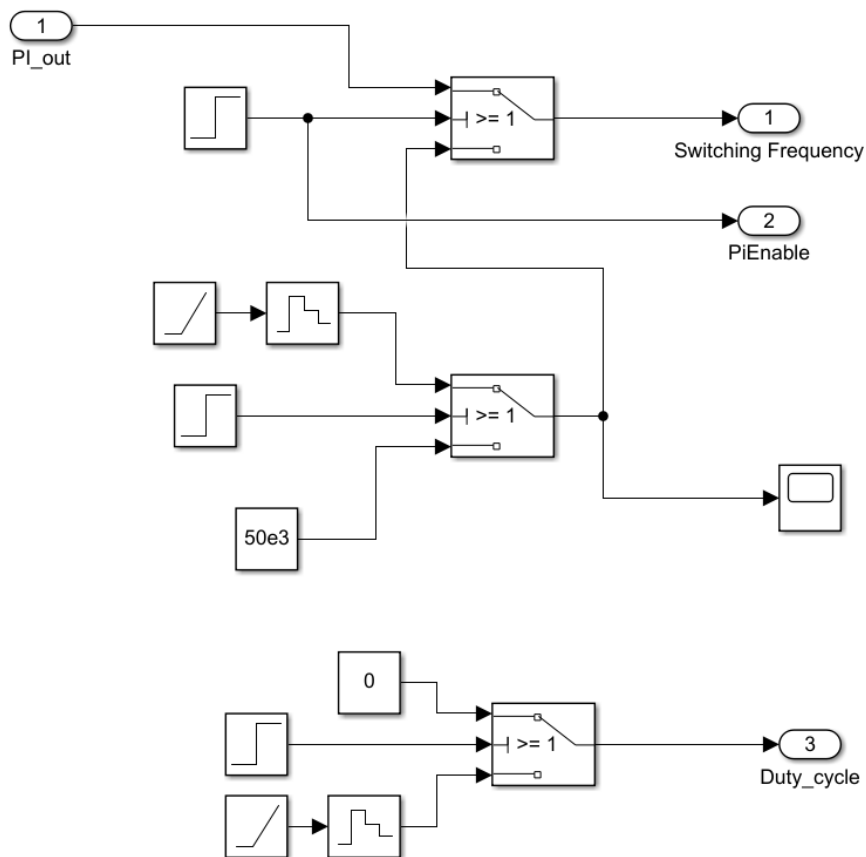 1
PI_out
>= 1
1
Switching Frequency
2
PiEnable
>= 1
50e3
0
>= 1
3
Duty_cycle